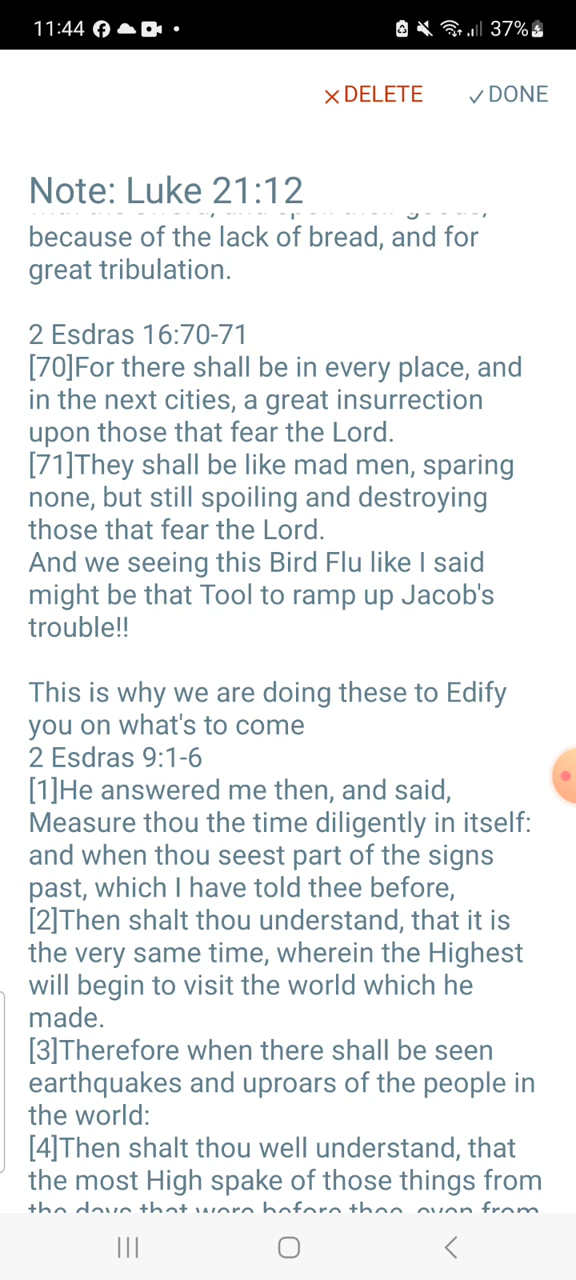 11:44
37%
DELETE
DONE
Note: Luke 21:12
because of the lack of bread, and for
great tribulation.
2 Esdras 16:70-71
[70]For there shall be in every place, and
in the next cities, a great insurrection
upon those that fear the Lord.
[71]They shall be like mad men, sparing
none, but still spoiling and destroying
those that fear the Lord.
And we seeing this Bird Flu like I said
might be that Tool to ramp up Jacob's
trouble!!
This is why we are doing these to Edify
you on what's to come
2 Esdras 9:1-6
[1]He answered me then, and said,
Measure thou the time diligently in itself:
and when thou seest part of the signs
past, which I have told thee before,
[2]Then shalt thou understand, that it is
the very same time, wherein the Highest
will begin to visit the world which he
made.
[3]Therefore when there shall be seen
earthquakes and uproars of the people in
the world:
[4]Then shalt thou well understand, that
the most High spake of those things from
the days that were before thee, even from